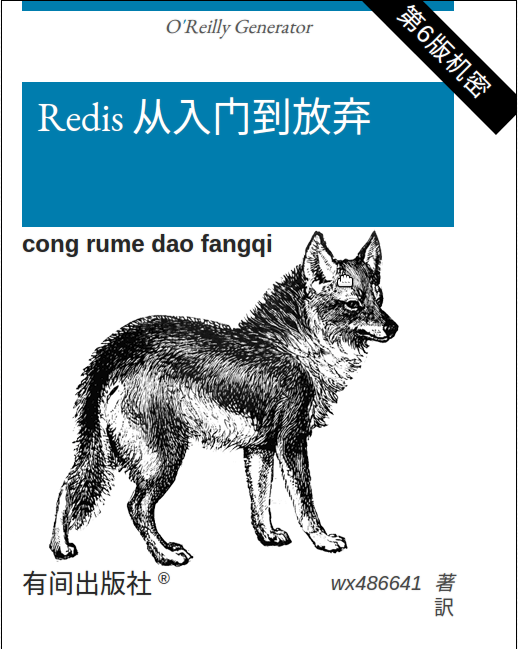 O'Reilly Generator
第6版机密
Redis 从入门到放弃
cong rume dao fangqi
有间出版社 ®
wx486641 著
訳